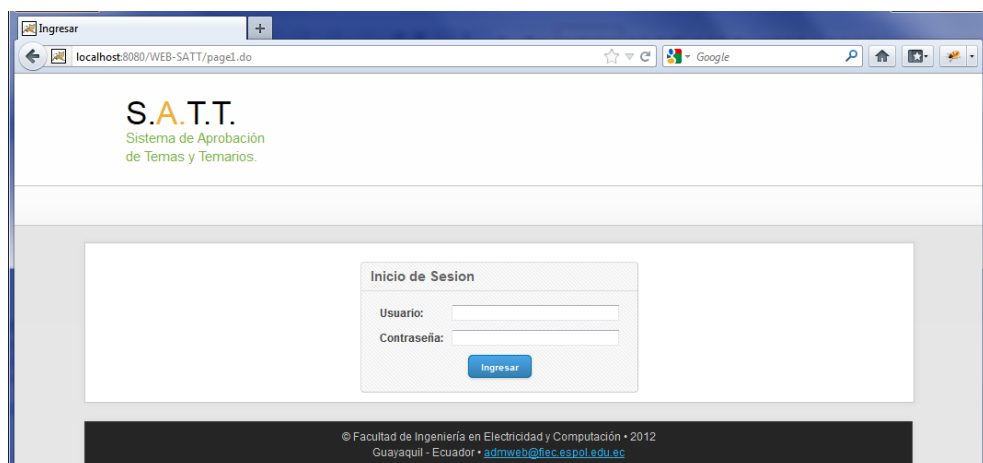 Ingresar
localhost:8080/WEB-SATT/page1.do
Google
S.A.T.T.
Sistema de Aprobación
de Temas y Temarios.
Inicio de Sesion
Usuario:
Contraseña:
Ingresar
© Facultad de Ingeniería en Electricidad y Computación • 2012
Guayaquil - Ecuador • admweb@fiec.espol.edu.ec